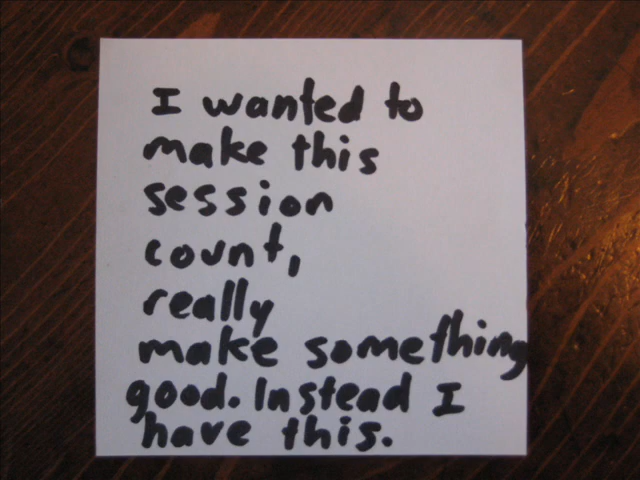 I wanted to
make this
session
count,
really
make something
good. Instead I
have this.